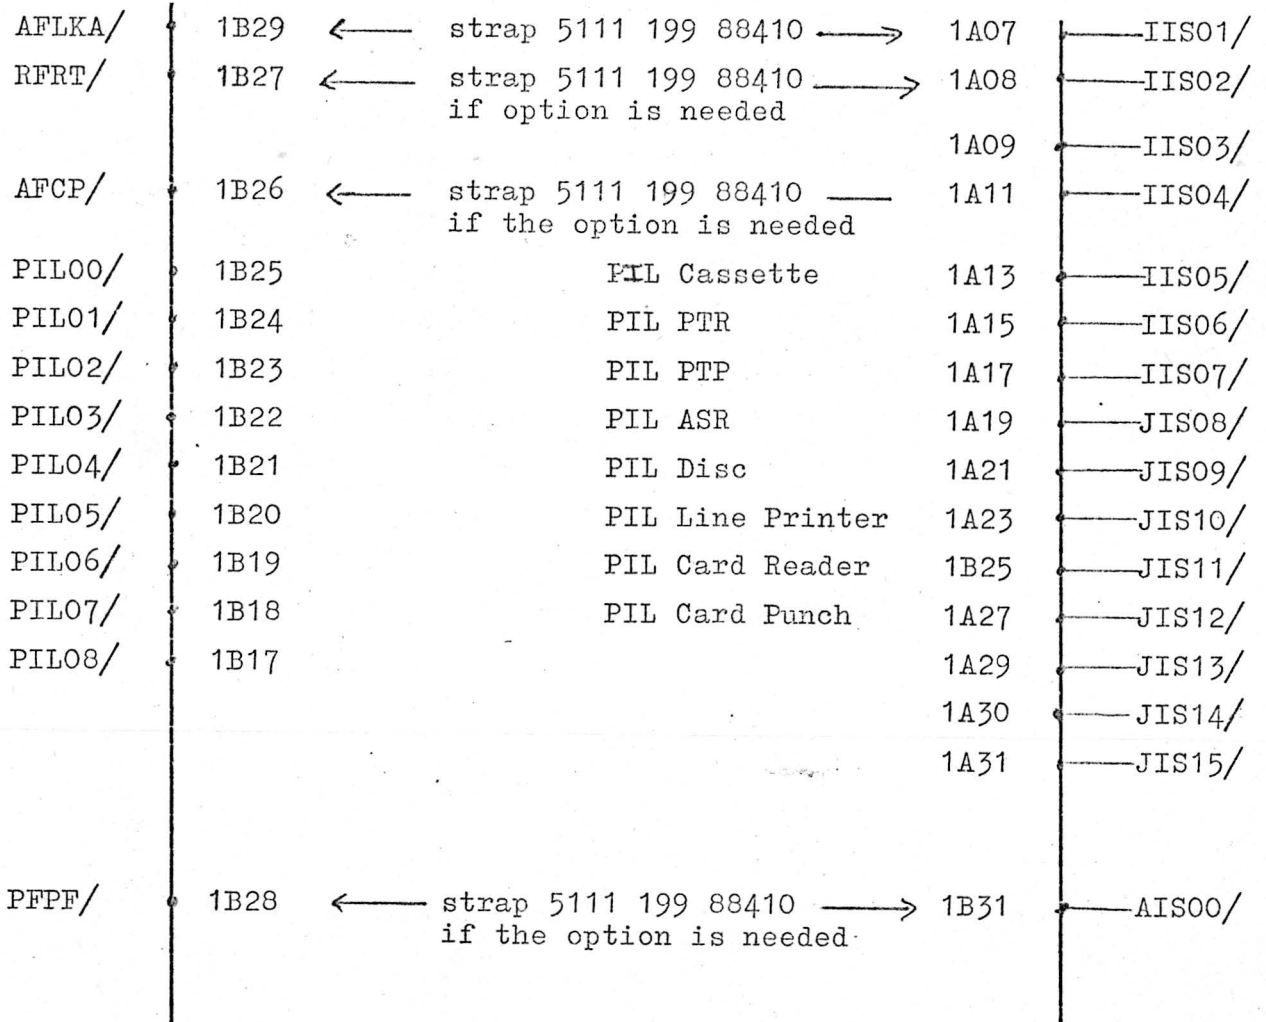 AFLKA/ 1B29 strap 5111 199 88410 1A07 IIS01/
RFRT/ 1B27 strap 5111 199 88410 1A08 IIS02/
if option is needed
1A09 IIS03/
AFCP/ 1B26 strap 5111 199 88410 1A11 IIS04/
if the option is needed
PIL00/ 1B25 PIL Cassette 1A13 IIS05/
PIL01/ 1B24 PIL PTR 1A15 IIS06/
PIL02/ 1B23 PIL PTP 1A17 IIS07/
PIL03/ 1B22 PIL ASR 1A19 JIS08/
PIL04/ 1B21 PIL Disc 1A21 JIS09/
PIL05/ 1B20 PIL Line Printer 1A23 JIS10/
PIL06/ 1B19 PIL Card Reader 1B25 JIS11/
PIL07/ 1B18 PIL Card Punch 1A27 JIS12/
PIL08/ 1B17 1A29 JIS13/
1A30 JIS14/
1A31 JIS15/
PFPF/ 1B28 strap 5111 199 88410 1B31 AIS00/
if the option is needed